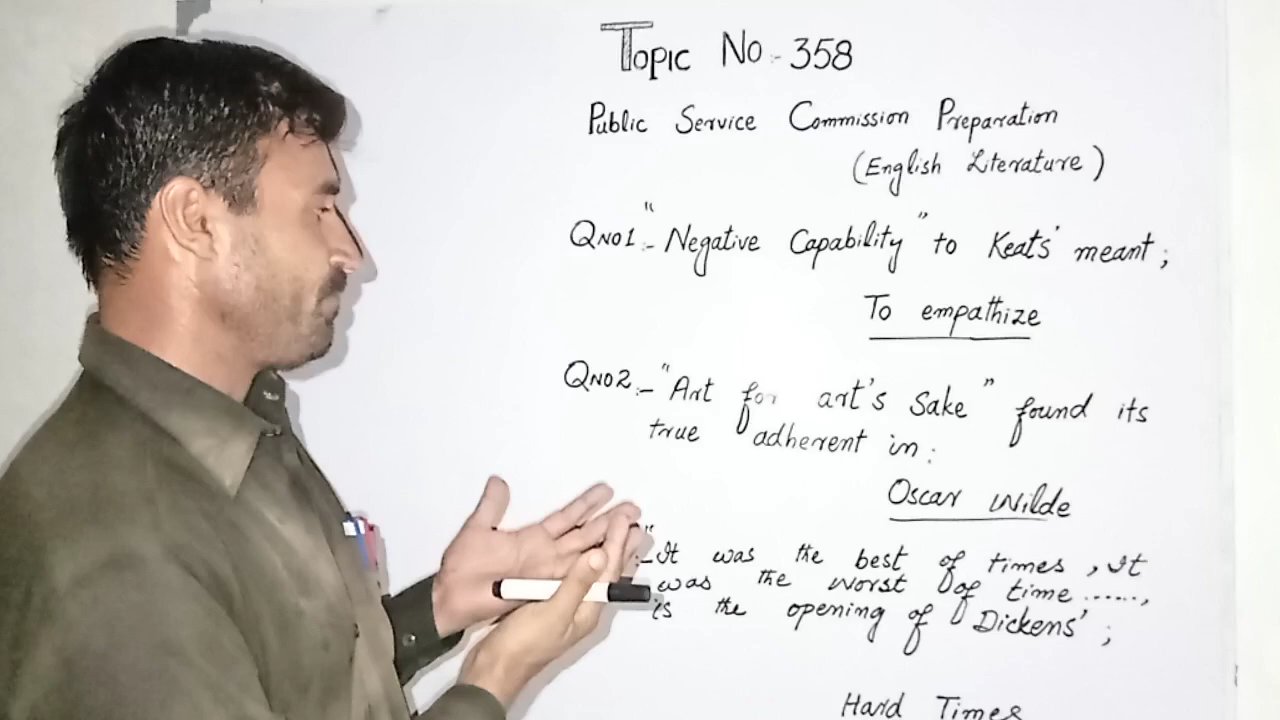 Topic No:- 358
Public Service Commission Preparation
(English Literature)
QNO1:- "Negative Capability" to Keats' meant;
To empathize
QNO2:- "Art for art's Sake" found its
true adherent in:
Oscar Wilde
"It was the best of times, It
was the worst of time ......,
is the opening of Dickens';
Hard Times